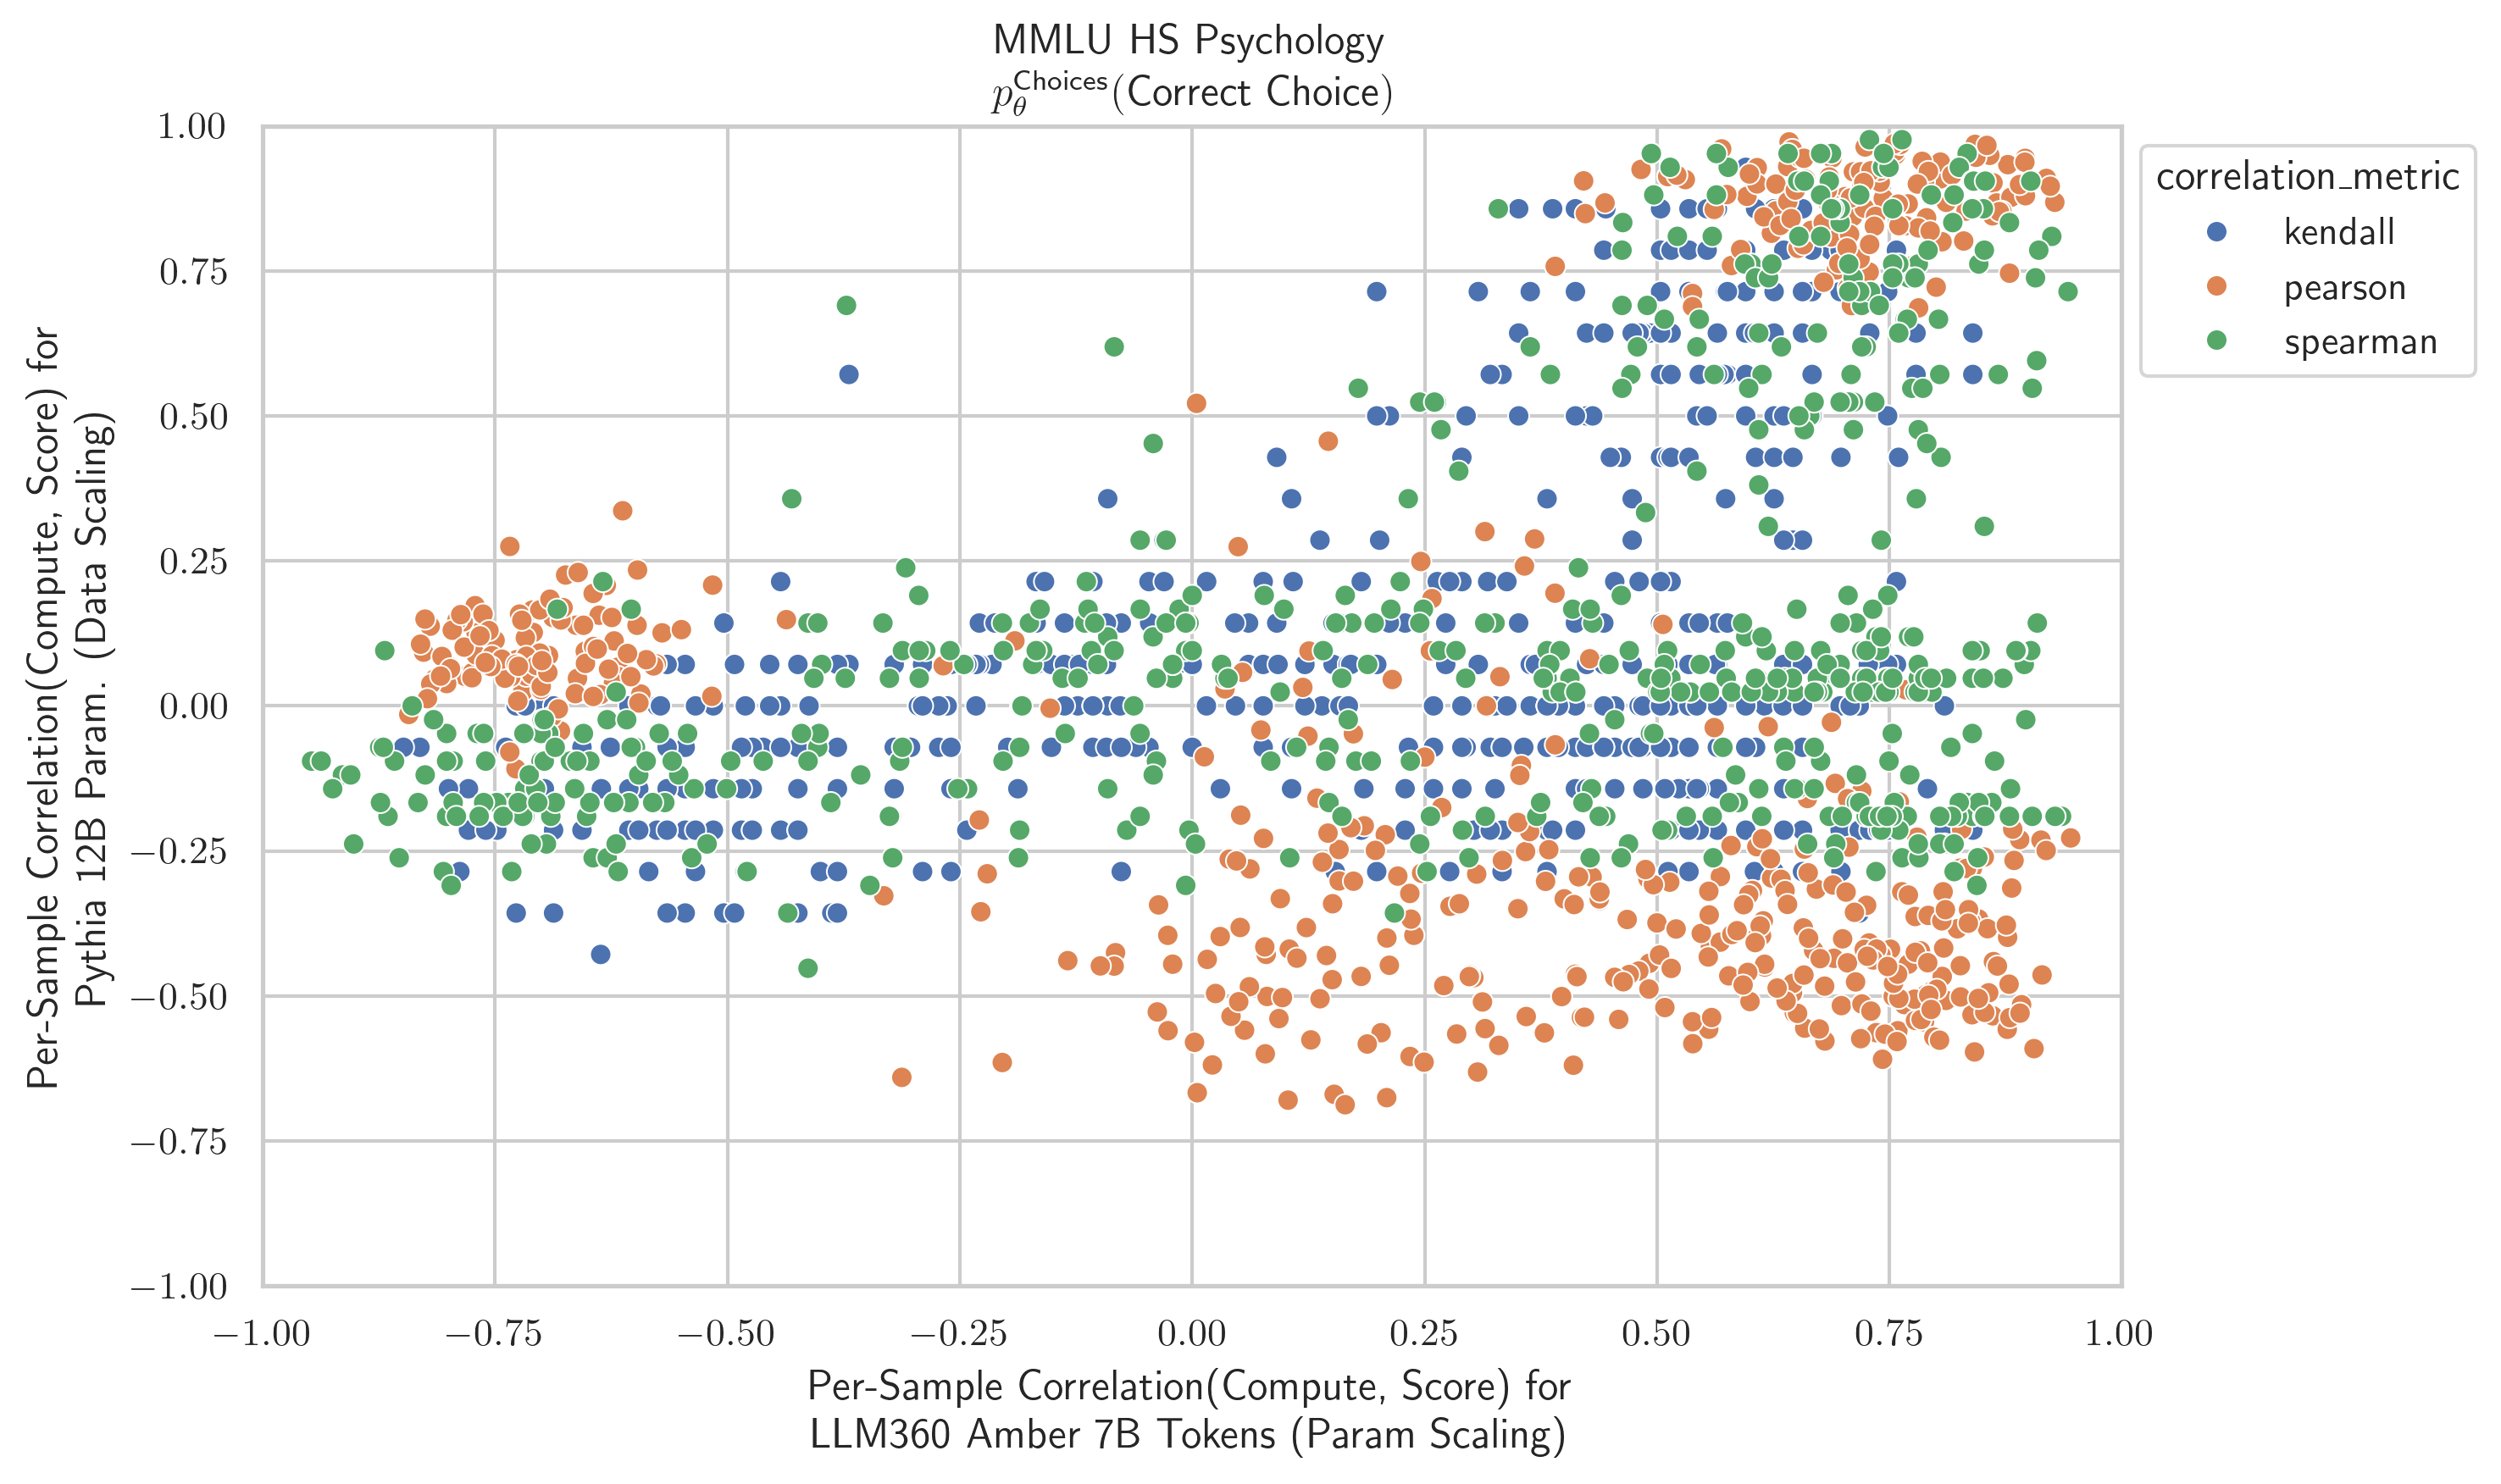 MMLU HS Psychology
p_θ^Choices(Correct Choice)
1.00
0.75
0.50
0.25
0.00
−0.25
−0.50
−0.75
−1.00
Per-Sample Correlation(Compute, Score) for
Pythia 12B Param. (Data Scaling)
correlation_metric
kendall
pearson
spearman
−1.00 −0.75 −0.50 −0.25 0.00 0.25 0.50 0.75 1.00
Per-Sample Correlation(Compute, Score) for
LLM360 Amber 7B Tokens (Param Scaling)